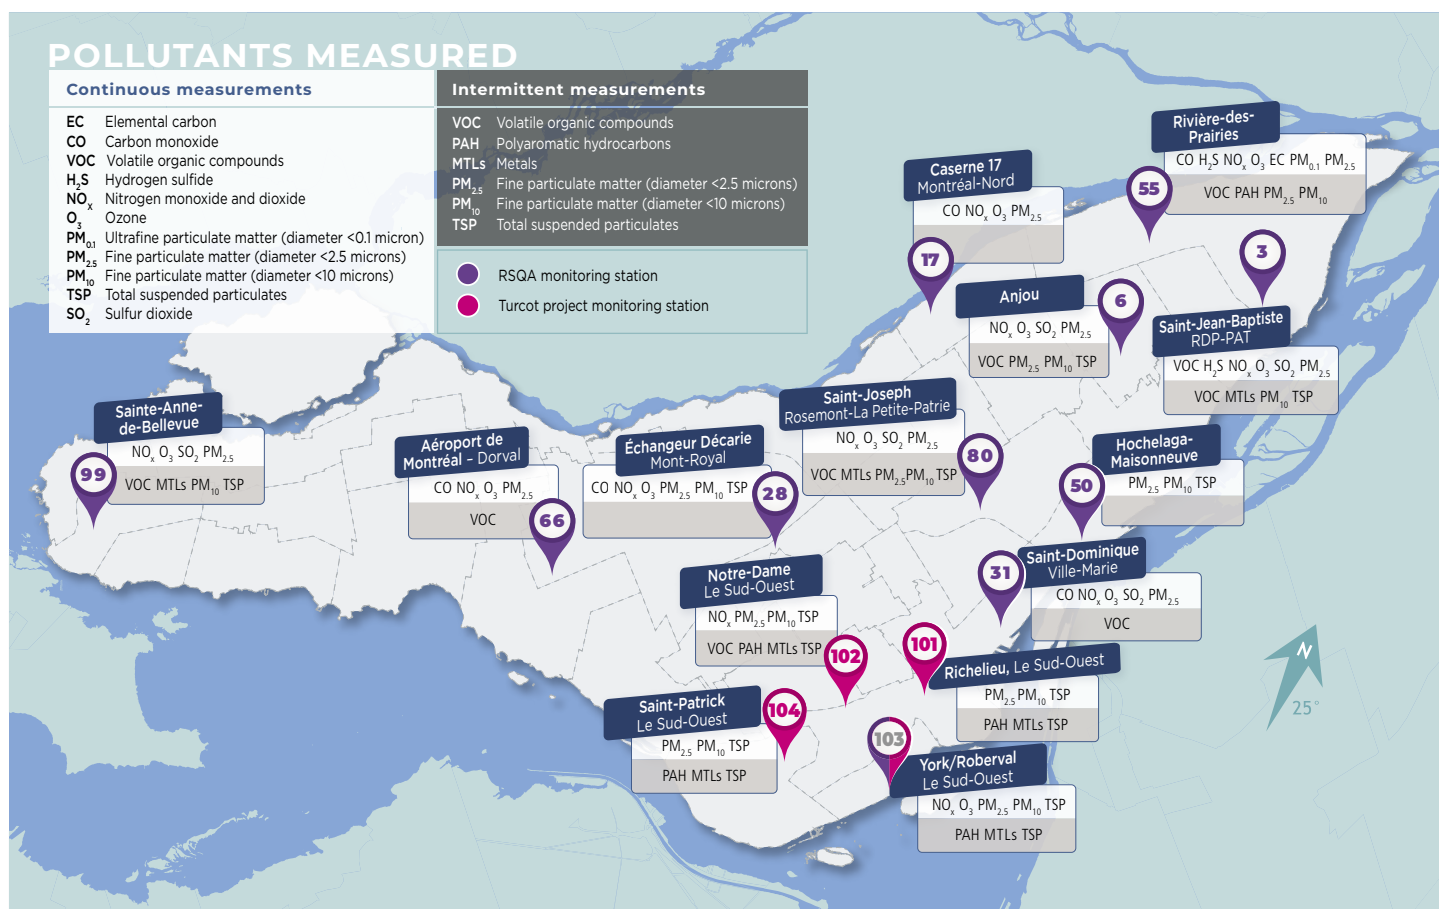 POLLUTANTS MEASURED
Continuous measurements
EC Elemental carbon
CO Carbon monoxide
VOC Volatile organic compounds
H₂S Hydrogen sulfide
NOₓ Nitrogen monoxide and dioxide
O₃ Ozone
PM₀.₁ Ultrafine particulate matter (diameter <0.1 micron)
PM₂.₅ Fine particulate matter (diameter <2.5 microns)
PM₁₀ Fine particulate matter (diameter <10 microns)
TSP Total suspended particulates
SO₂ Sulfur dioxide
Intermittent measurements
VOC Volatile organic compounds
PAH Polyaromatic hydrocarbons
MTLs Metals
PM₂.₅ Fine particulate matter (diameter <2.5 microns)
PM₁₀ Fine particulate matter (diameter <10 microns)
TSP Total suspended particulates
RSQA monitoring station
Turcot project monitoring station
Rivière-des-
Prairies
CO H₂S NOₓ O₃ EC PM₀.₁ PM₂.₅
VOC PAH PM₂.₅ PM₁₀
55
Caserne 17
Montréal-Nord
CO NOₓ O₃ PM₂.₅
17
3
Saint-Jean-Baptiste
RDP-PAT
VOC H₂S NOₓ O₃ SO₂ PM₂.₅
VOC MTLs PM₁₀ TSP
Anjou
6
NOₓ O₃ SO₂ PM₂.₅
VOC PM₂.₅ PM₁₀ TSP
Sainte-Anne-
de-Bellevue
NOₓ O₃ SO₂ PM₂.₅
VOC MTLs PM₁₀ TSP
99
Aéroport de
Montréal – Dorval
CO NOₓ O₃ PM₂.₅
VOC
66
Échangeur Décarie
Mont-Royal
CO NOₓ O₃ PM₂.₅ PM₁₀ TSP
28
Saint-Joseph
Rosemont-La Petite-Patrie
NOₓ O₃ SO₂ PM₂.₅
VOC MTLs PM₂.₅PM₁₀ TSP
80
Hochelaga-
Maisonneuve
PM₂.₅ PM₁₀ TSP
50
31
Saint-Dominique
Ville-Marie
CO NOₓ O₃ SO₂ PM₂.₅
VOC
Notre-Dame
Le Sud-Ouest
NOₓ PM₂.₅PM₁₀ TSP
VOC PAH MTLs TSP
102
101
Richelieu, Le Sud-Ouest
PM₂.₅PM₁₀ TSP
PAH MTLs TSP
Saint-Patrick
Le Sud-Ouest
PM₂.₅ PM₁₀ TSP
PAH MTLs TSP
104
103
York/Roberval
Le Sud-Ouest
NOₓ O₃ PM₂.₅ PM₁₀ TSP
PAH MTLs TSP
N
25°